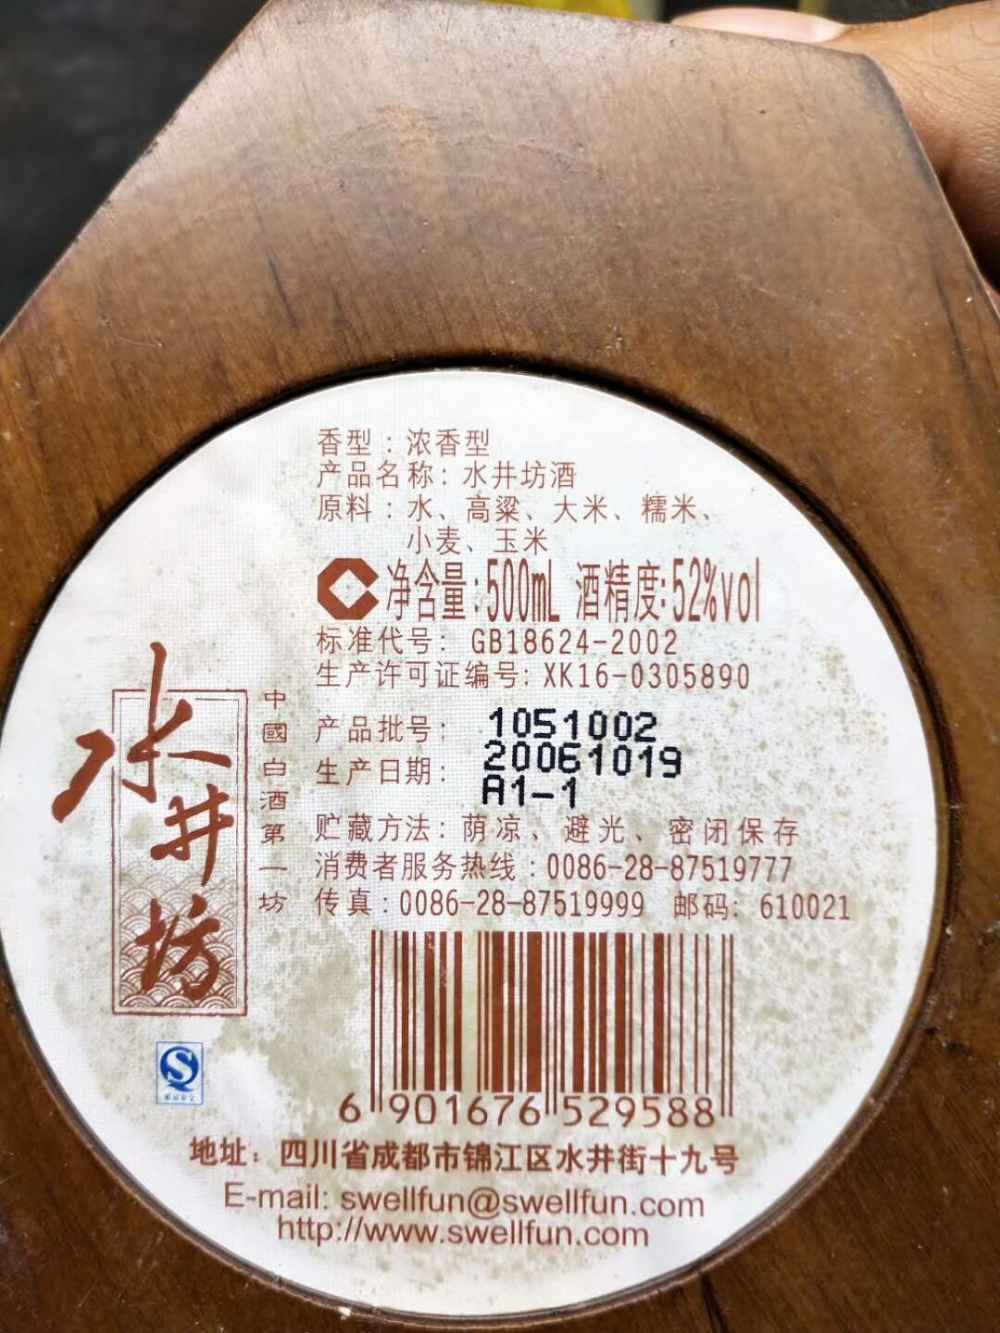 香型：浓香型
产品名称：水井坊酒
原料：水、高粱、大米、糯米、
小麦、玉米
净含量:500mL 酒精度:52%vol
标准代号：GB18624-2002
生产许可证编号：XK16-0305890
产品批号：1051002
生产日期：20061019
A1-1
贮藏方法：荫凉、避光、密闭保存
消费者服务热线：0086-28-87519777
传真：0086-28-87519999 邮码：610021
水井坊
中國白酒第一坊
6 901676 529588
地址：四川省成都市锦江区水井街十九号
E-mail: swellfun@swellfun.com
http://www.swellfun.com